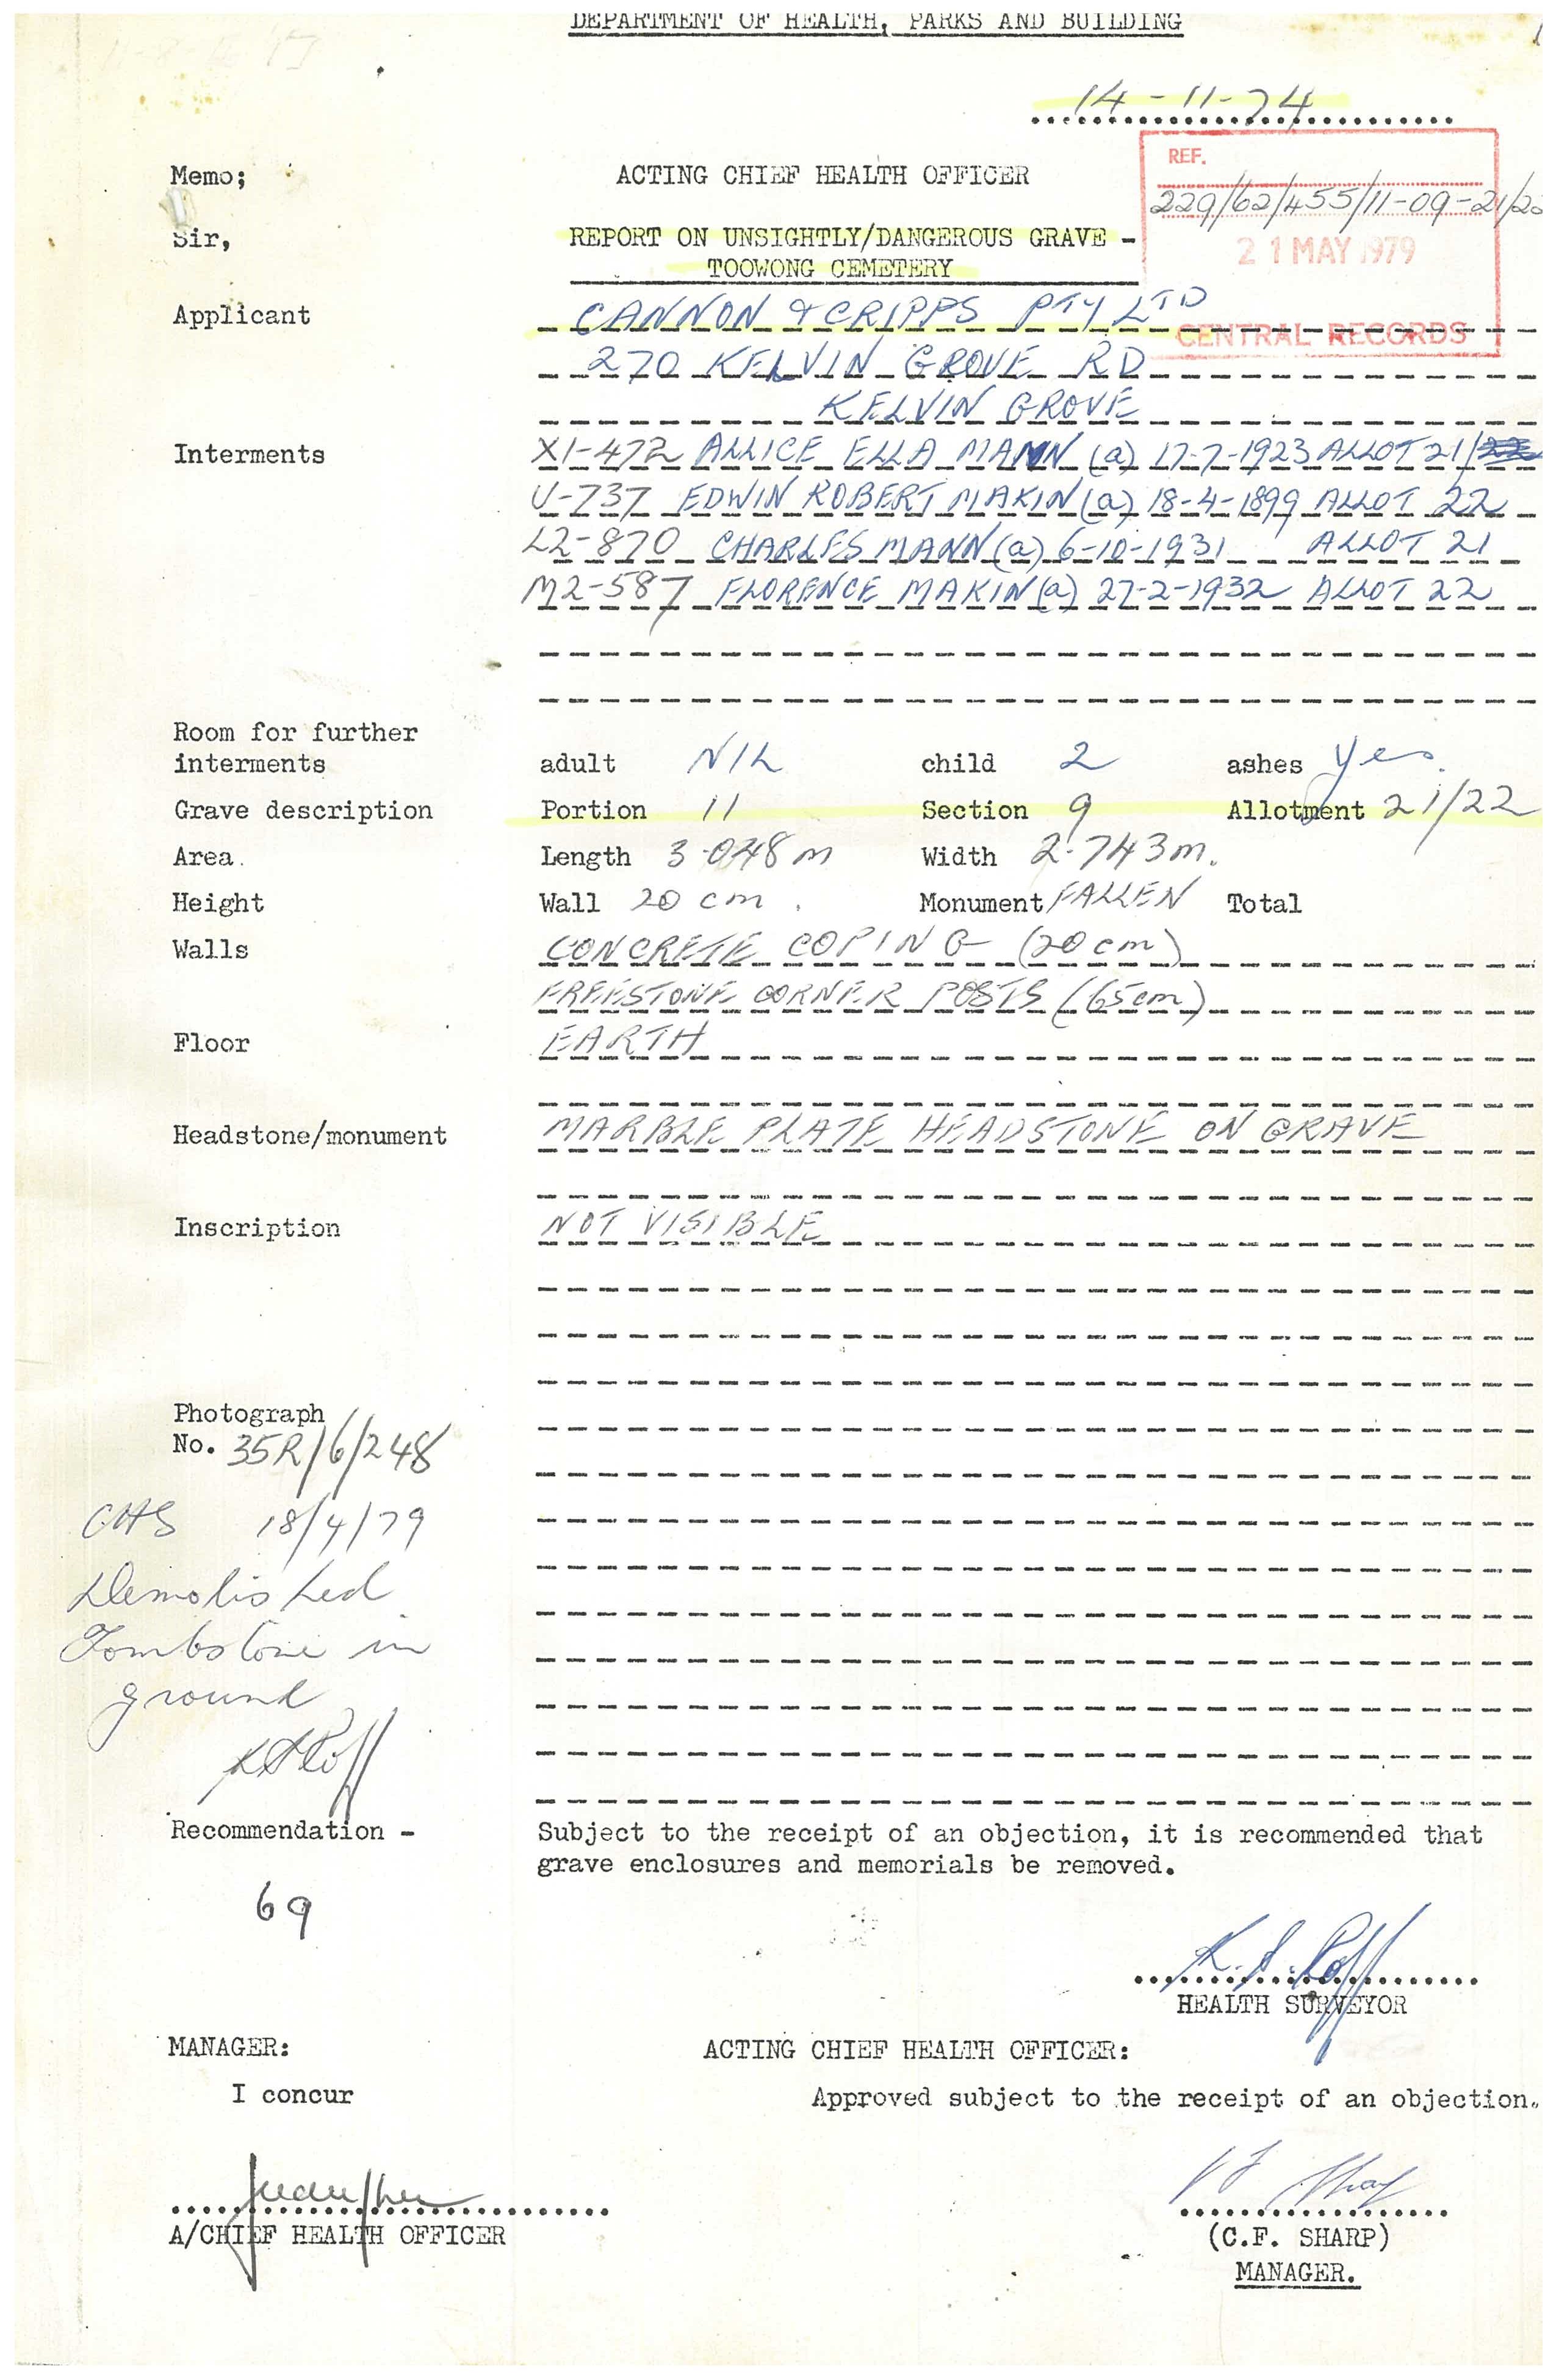 DEPARTMENT OF HEALTH, PARKS AND BUILDING
14-11-74
Memo; ACTING CHIEF HEALTH OFFICER
REF.
229/62/455/11-09-21/22
Sir, REPORT ON UNSIGHTLY/DANGEROUS GRAVE -
TOOWONG CEMETERY
21 MAY 1979
CENTRAL RECORDS
Applicant CANNON & CRIPPS PTY LTD
270 KELVIN GROVE RD
KELVIN GROVE
Interments X1-472 ALLICE ELLA MANN (a) 17-7-1923 ALLOT 21/22
U-737 EDWIN ROBERT MAKIN (a) 18-4-1899 ALLOT 22
L2-870 CHARLES MANN (a) 6-10-1931 ALLOT 21
M2-587 FLORENCE MAKIN (a) 27-2-1932 ALLOT 22
Room for further
interments adult NIL child 2 ashes Yes.
Grave description Portion 11 Section 9 Allotment 21/22
Area. Length 3.048m Width 2.743m.
Height Wall 20 cm. Monument FALLEN Total
Walls CONCRETE COPING (20cm)
FREESTONE CORNER POSTS (65cm)
Floor EARTH
Headstone/monument MARBLE PLATE HEADSTONE ON GRAVE
Inscription NOT VISIBLE
Photograph
No. 35R/6/248
CHS 18/4/79
Demolished
Tombstone in
ground
K A Roff
Recommendation - Subject to the receipt of an objection, it is recommended that
grave enclosures and memorials be removed.
69
K. A. Roff
HEALTH SURVEYOR
MANAGER: ACTING CHIEF HEALTH OFFICER:
I concur Approved subject to the receipt of an objection.
A/CHIEF HEALTH OFFICER (C.F. SHARP)
MANAGER.